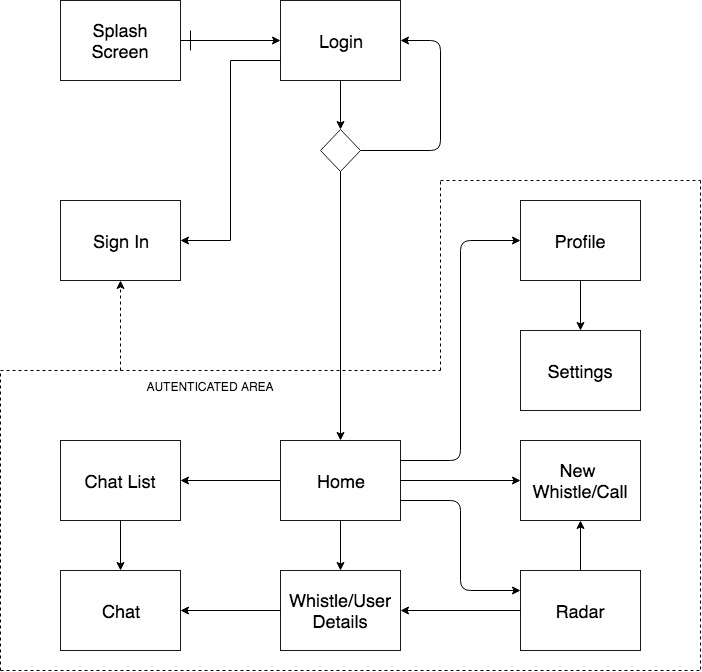 Splash
Screen
Login
Sign In
Profile
Settings
AUTENTICATED AREA
Chat List
Home
New
Whistle/Call
Chat
Whistle/User
Details
Radar